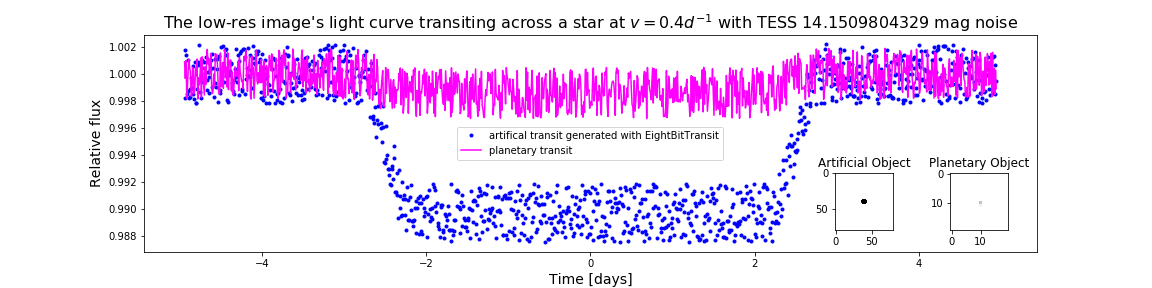 The low-res image's light curve transiting across a star at v = 0.4d⁻¹ with TESS 14.1509804329 mag noise
Relative flux
1.002
1.000
0.998
0.996
0.994
0.992
0.990
0.988
artifical transit generated with EightBitTransit
planetary transit
Artificial Object
0
50
0 50
Planetary Object
0
10
0 10
−4 −2 0 2 4
Time [days]